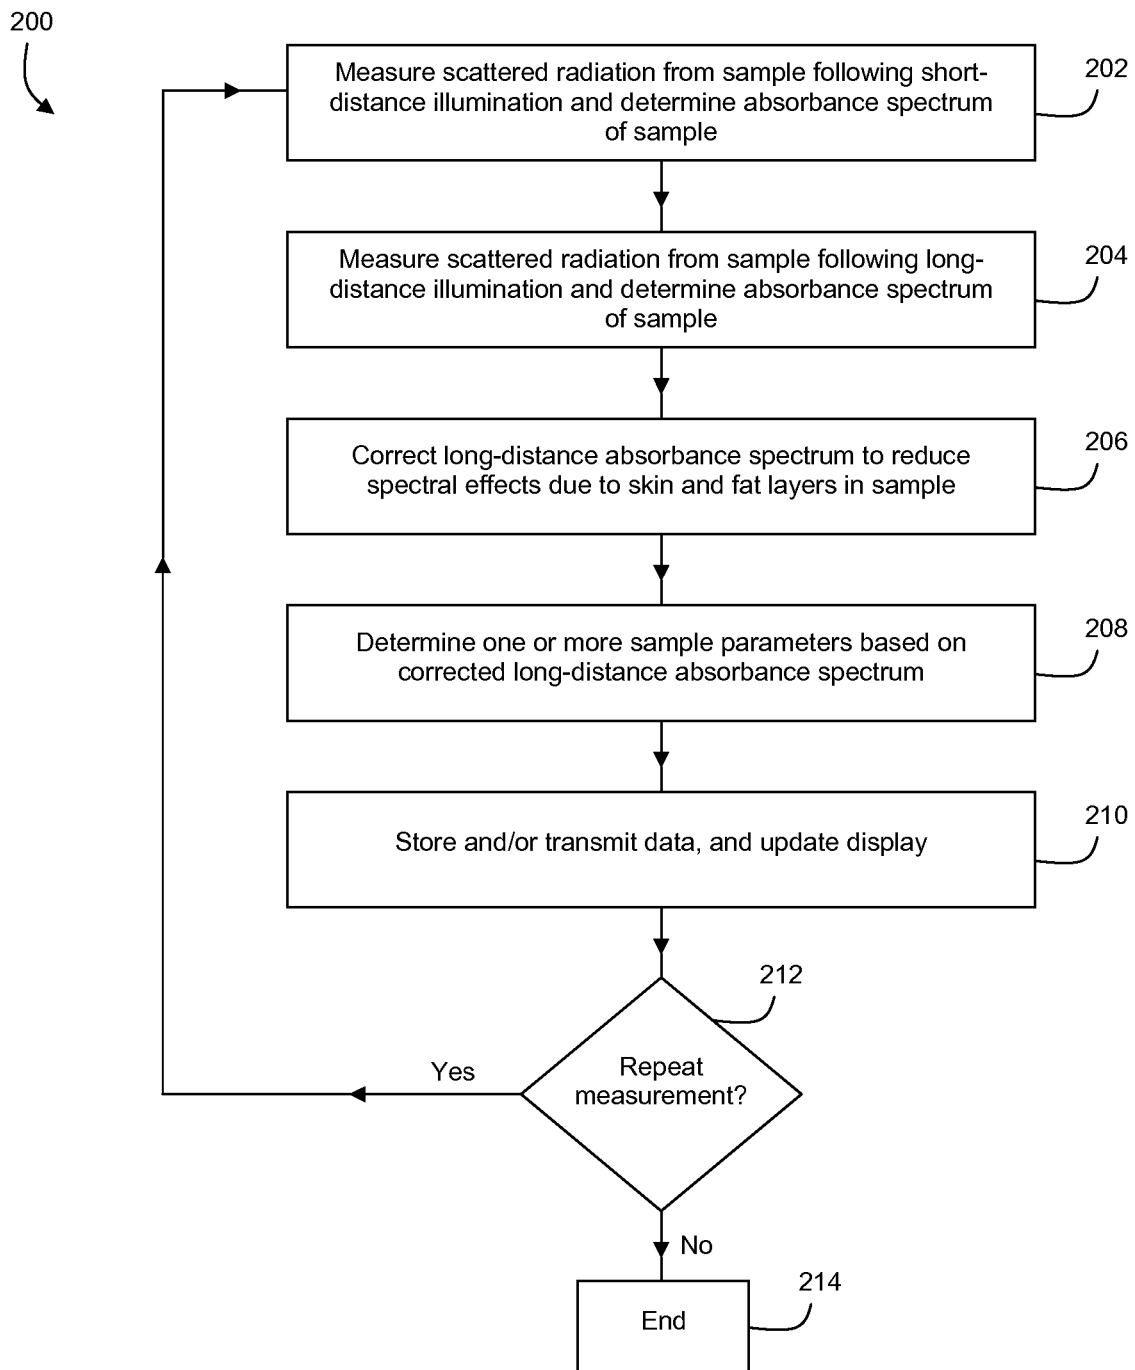 200
Measure scattered radiation from sample following short-
distance illumination and determine absorbance spectrum
of sample
202
Measure scattered radiation from sample following long-
distance illumination and determine absorbance spectrum
of sample
204
Correct long-distance absorbance spectrum to reduce
spectral effects due to skin and fat layers in sample
206
Determine one or more sample parameters based on
corrected long-distance absorbance spectrum
208
Store and/or transmit data, and update display
210
212
Repeat
measurement?
Yes
No
End
214